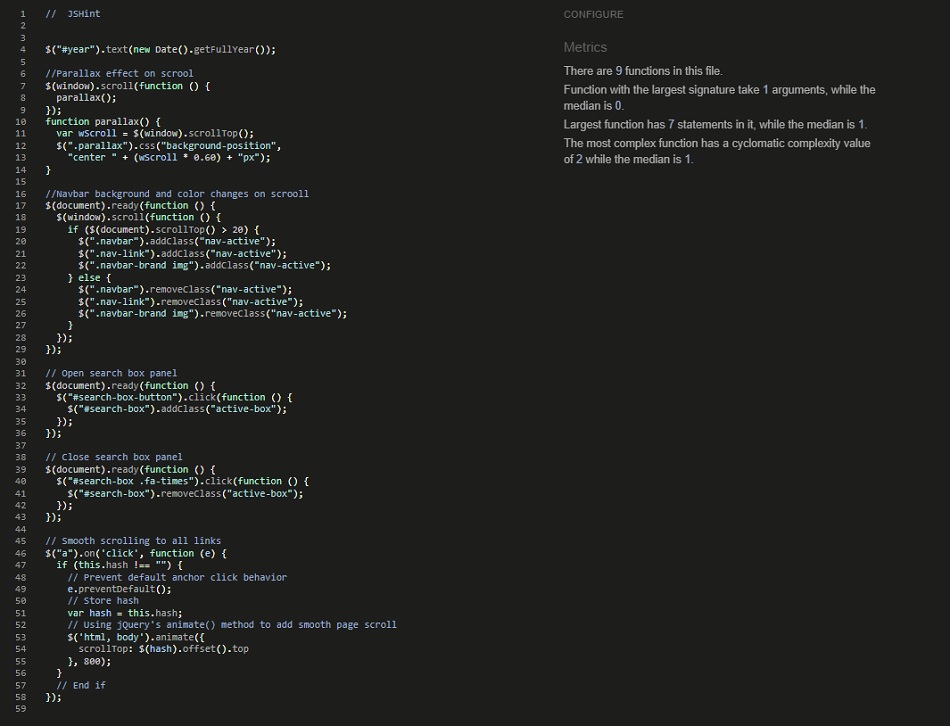 1 //  JSHint
2
3
4 $("#year").text(new Date().getFullYear());
5
6 //Parallax effect on scrool
7 $(window).scroll(function () {
8   parallax();
9 });
10 function parallax() {
11   var wScroll = $(window).scrollTop();
12   $(".parallax").css("background-position",
13     "center " + (wScroll * 0.60) + "px");
14 }
15
16 //Navbar background and color changes on scrooll
17 $(document).ready(function () {
18   $(window).scroll(function () {
19     if ($(document).scrollTop() > 20) {
20       $(".navbar").addClass("nav-active");
21       $(".nav-link").addClass("nav-active");
22       $(".navbar-brand img").addClass("nav-active");
23     } else {
24       $(".navbar").removeClass("nav-active");
25       $(".nav-link").removeClass("nav-active");
26       $(".navbar-brand img").removeClass("nav-active");
27     }
28   });
29 });
30
31 // Open search box panel
32 $(document).ready(function () {
33   $("#search-box-button").click(function () {
34     $("#search-box").addClass("active-box");
35   });
36 });
37
38 // Close search box panel
39 $(document).ready(function () {
40   $("#search-box .fa-times").click(function () {
41     $("#search-box").removeClass("active-box");
42   });
43 });
44
45 // Smooth scrolling to all links
46 $("a").on('click', function (e) {
47   if (this.hash !== "") {
48     // Prevent default anchor click behavior
49     e.preventDefault();
50     // Store hash
51     var hash = this.hash;
52     // Using jQuery's animate() method to add smooth page scroll
53     $('html, body').animate({
54       scrollTop: $(hash).offset().top
55     }, 800);
56   }
57   // End if
58 });
59
CONFIGURE
Metrics
There are 9 functions in this file.
Function with the largest signature take 1 arguments, while the
median is 0.
Largest function has 7 statements in it, while the median is 1.
The most complex function has a cyclomatic complexity value
of 2 while the median is 1.